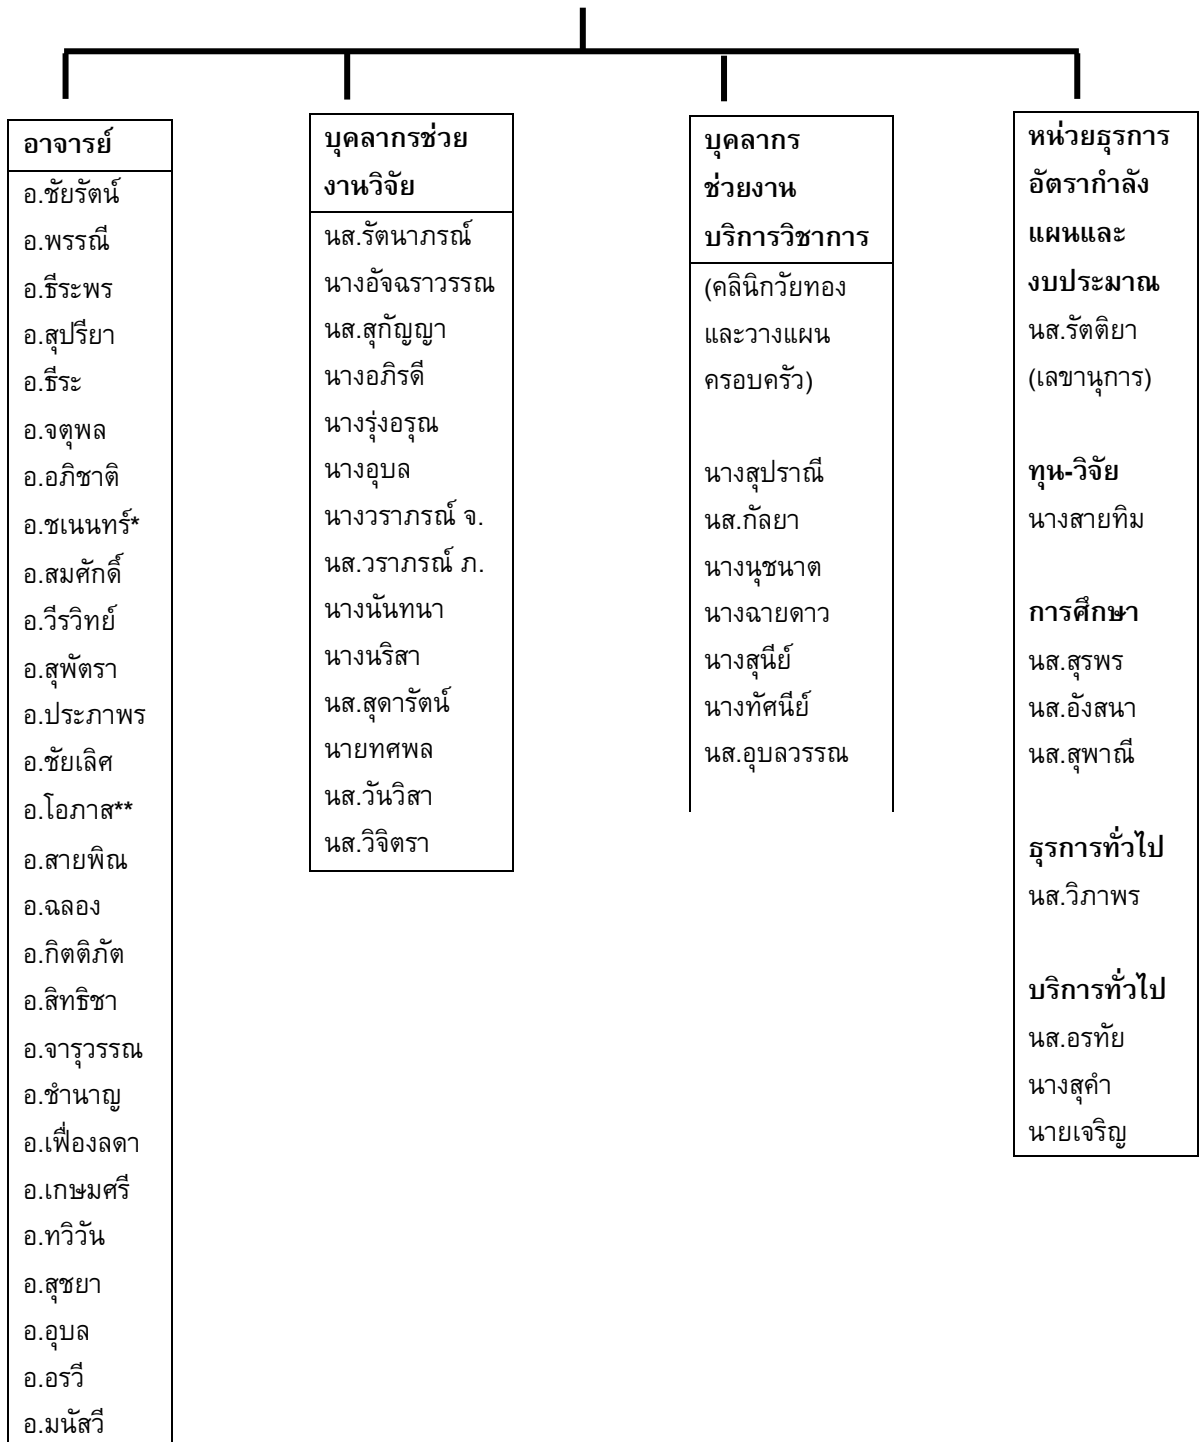 อาจารย์
อ.ชัยรัตน์
อ.พรรณี
อ.ธีระพร
อ.สุปรียา
อ.ธีระ
อ.จตุพล
อ.อภิชาติ
อ.ชเนนทร์*
อ.สมศักดิ์
อ.วีรวิทย์
อ.สุพัตรา
อ.ประภาพร
อ.ชัยเลิศ
อ.โอภาส**
อ.สายพิณ
อ.ฉลอง
อ.กิตติภัต
อ.สิทธิชา
อ.จารุวรรณ
อ.ชำนาญ
อ.เฟื่องลดา
อ.เกษมศรี
อ.ทวิวัน
อ.สุชยา
อ.อุบล
อ.อรวี
อ.มนัสวี
บุคลากรช่วย
งานวิจัย
นส.รัตนาภรณ์
นางอัจฉราวรรณ
นส.สุกัญญา
นางอภิรดี
นางรุ่งอรุณ
นางอุบล
นางวราภรณ์ จ.
นส.วราภรณ์ ภ.
นางนันทนา
นางนริสา
นส.สุดารัตน์
นายทศพล
นส.วันวิสา
นส.วิจิตรา
บุคลากร
ช่วยงาน
บริการวิชาการ
(คลินิกวัยทอง
และวางแผน
ครอบครัว)
นางสุปราณี
นส.กัลยา
นางนุชนาต
นางฉายดาว
นางสุนีย์
นางทัศนีย์
นส.อุบลวรรณ
หน่วยธุรการ
อัตรากำลัง
แผนและ
งบประมาณ
นส.รัตติยา
(เลขานุการ)
ทุน-วิจัย
นางสายทิม
การศึกษา
นส.สุรพร
นส.อังสนา
นส.สุพาณี
ธุรการทั่วไป
นส.วิภาพร
บริการทั่วไป
นส.อรทัย
นางสุคำ
นายเจริญ